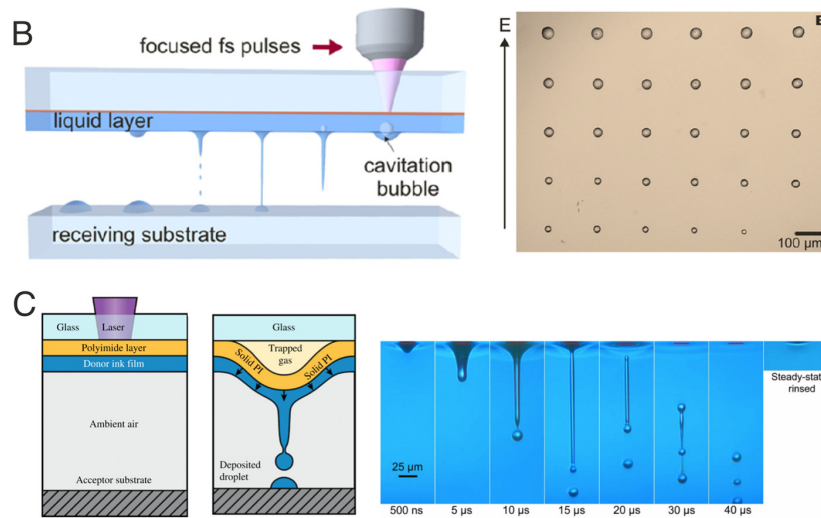 B
focused fs pulses
liquid layer
cavitation
bubble
receiving substrate
E
E
100 µm
C
Glass
Laser
Polyimide layer
Donor ink film
Ambient air
Acceptor substrate
Glass
Trapped
gas
Solid PI
Solid PI
Deposited
droplet
25 µm
500 ns
5 µs
10 µs
15 µs
20 µs
30 µs
40 µs
Steady-stat
rinsed